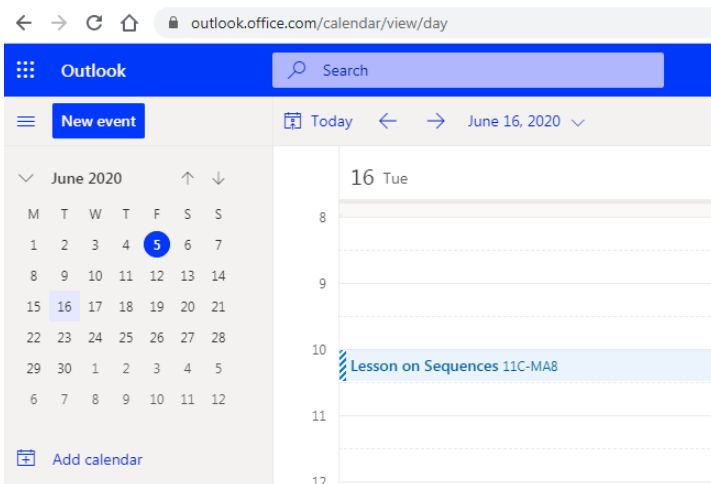 outlook.office.com/calendar/view/day
Outlook
Search
New event
Today
June 16, 2020
June 2020
M T W T F S S
1 2 3 4 5 6 7
8 9 10 11 12 13 14
15 16 17 18 19 20 21
22 23 24 25 26 27 28
29 30 1 2 3 4 5
6 7 8 9 10 11 12
Add calendar
16 Tue
8
9
10
Lesson on Sequences 11C-MA8
11
12